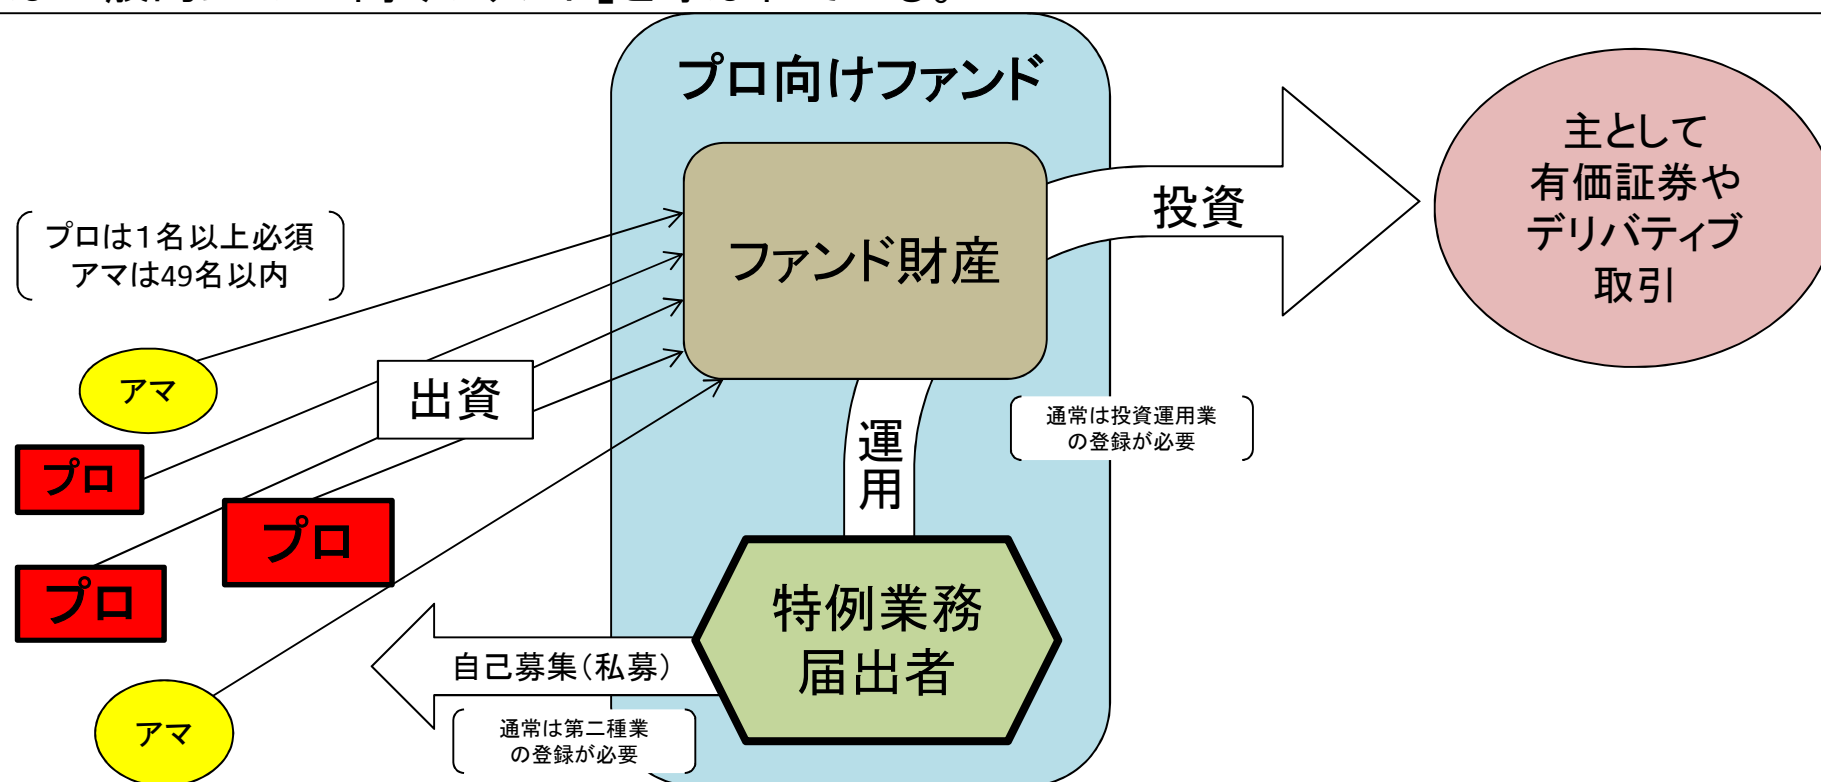 プロ向けファンド
主として
有価証券や
デリバティブ
取引
投資
ファンド財産
プロは1名以上必須
アマは49名以内
アマ
出資
通常は投資運用業
の登録が必要
運
用
プロ
プロ
プロ
特例業務
届出者
自己募集(私募)
アマ
通常は第二種業
の登録が必要